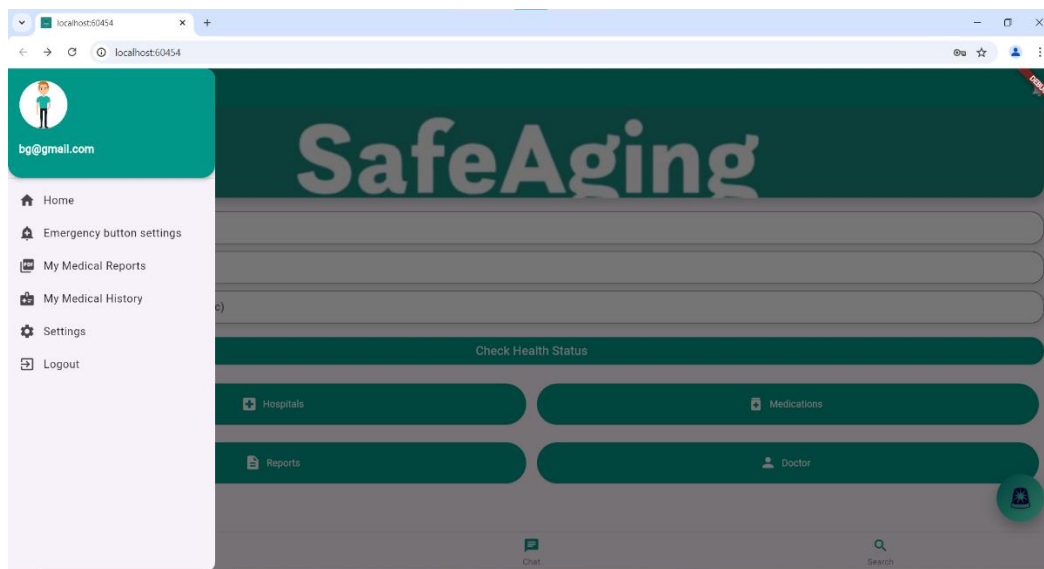 localhost:60454
localhost:60454
bg@gmail.com
SafeAging
Home
Emergency button settings
My Medical Reports
My Medical History
Settings
Logout
c)
Check Health Status
Hospitals
Medications
Reports
Doctor
Chat
Search